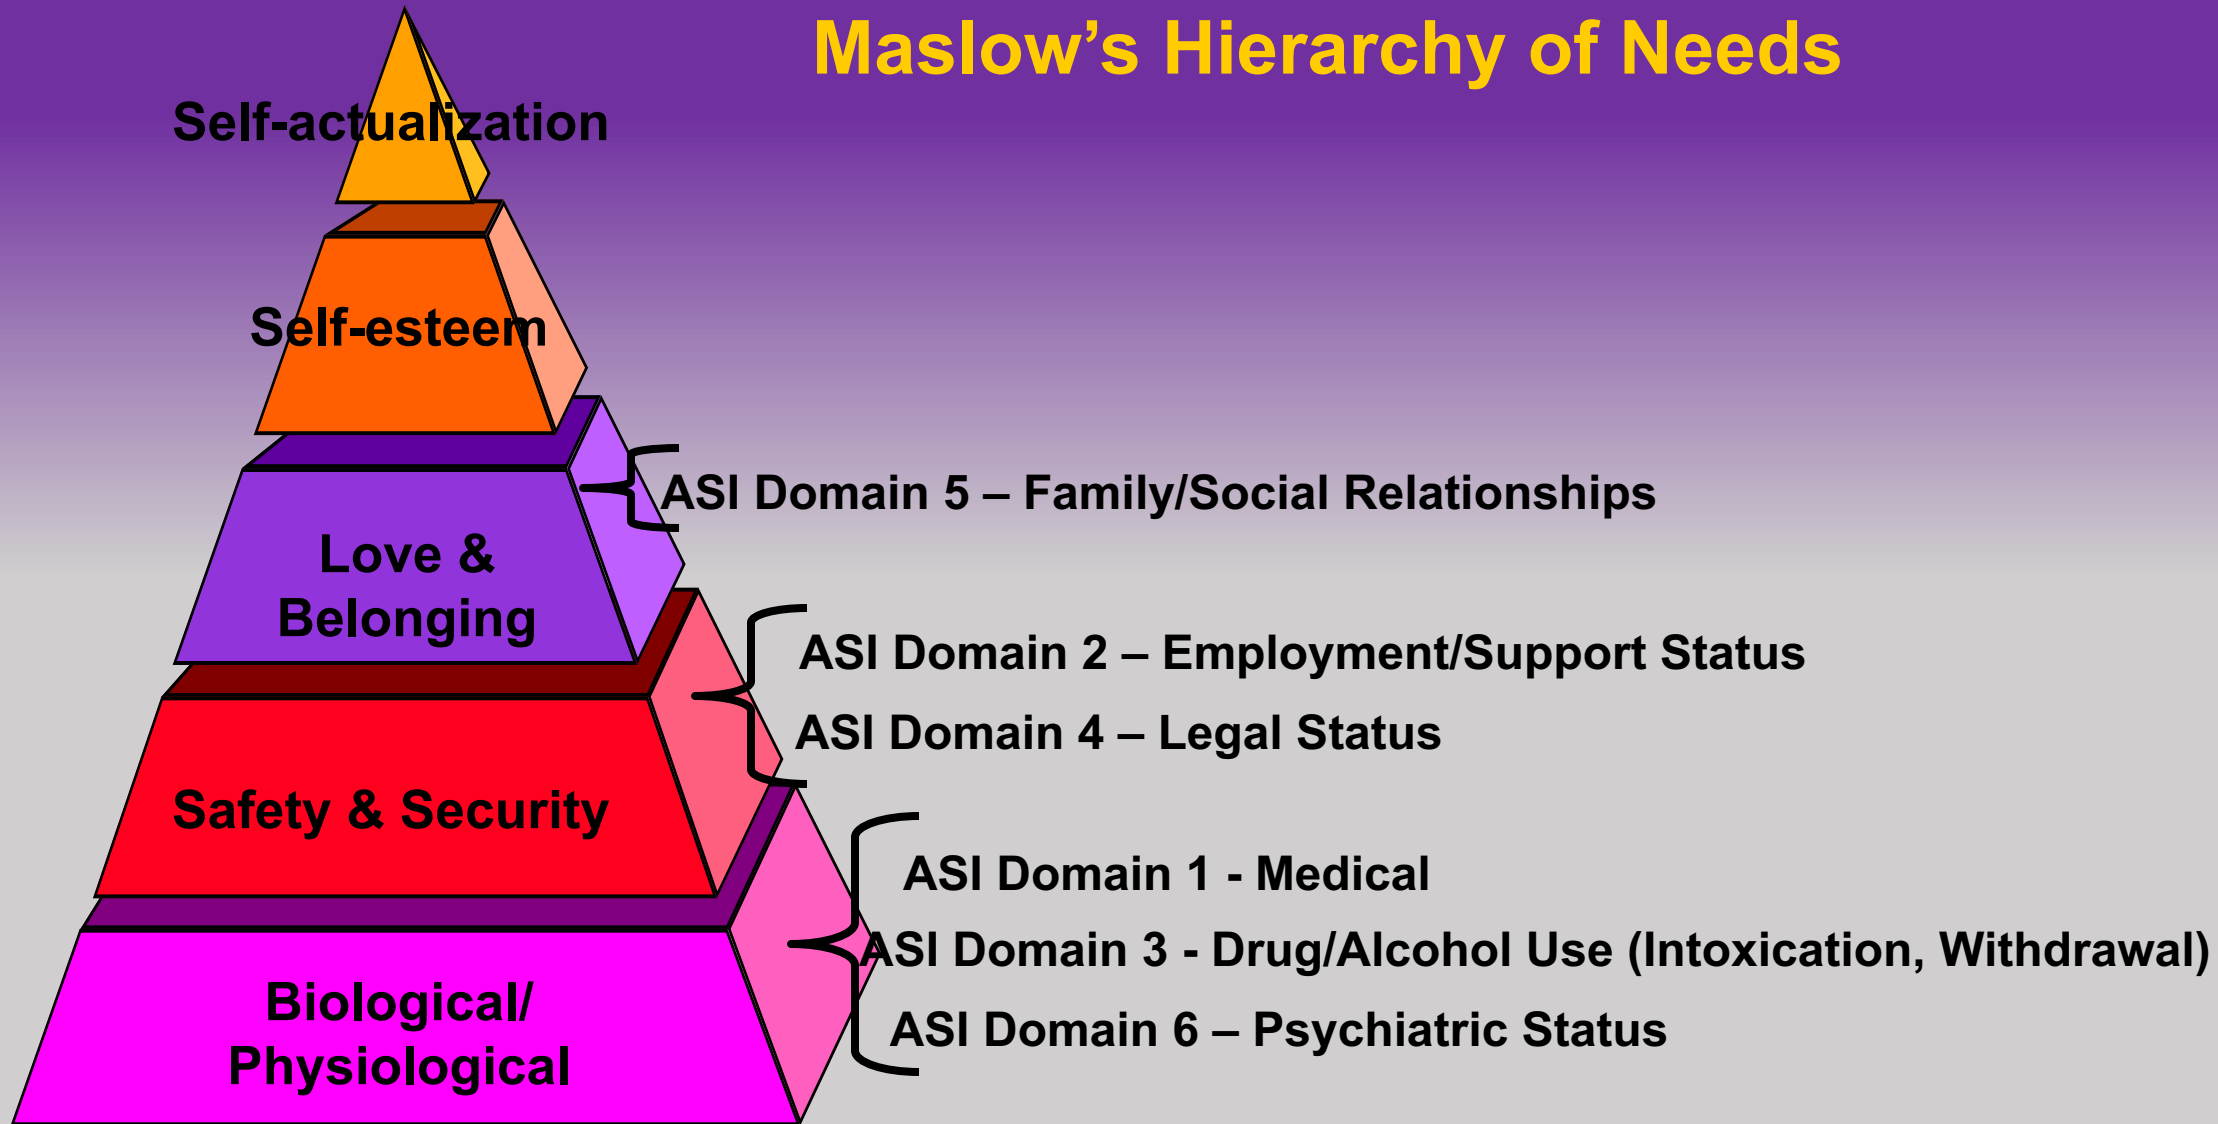 Maslow’s Hierarchy of Needs
Self-actualization
Self-esteem
ASI Domain 5 – Family/Social Relationships
Love &
Belonging
ASI Domain 2 – Employment/Support Status
ASI Domain 4 – Legal Status
Safety & Security
ASI Domain 1 - Medical
ASI Domain 3 - Drug/Alcohol Use (Intoxication, Withdrawal)
ASI Domain 6 – Psychiatric Status
Biological/
Physiological